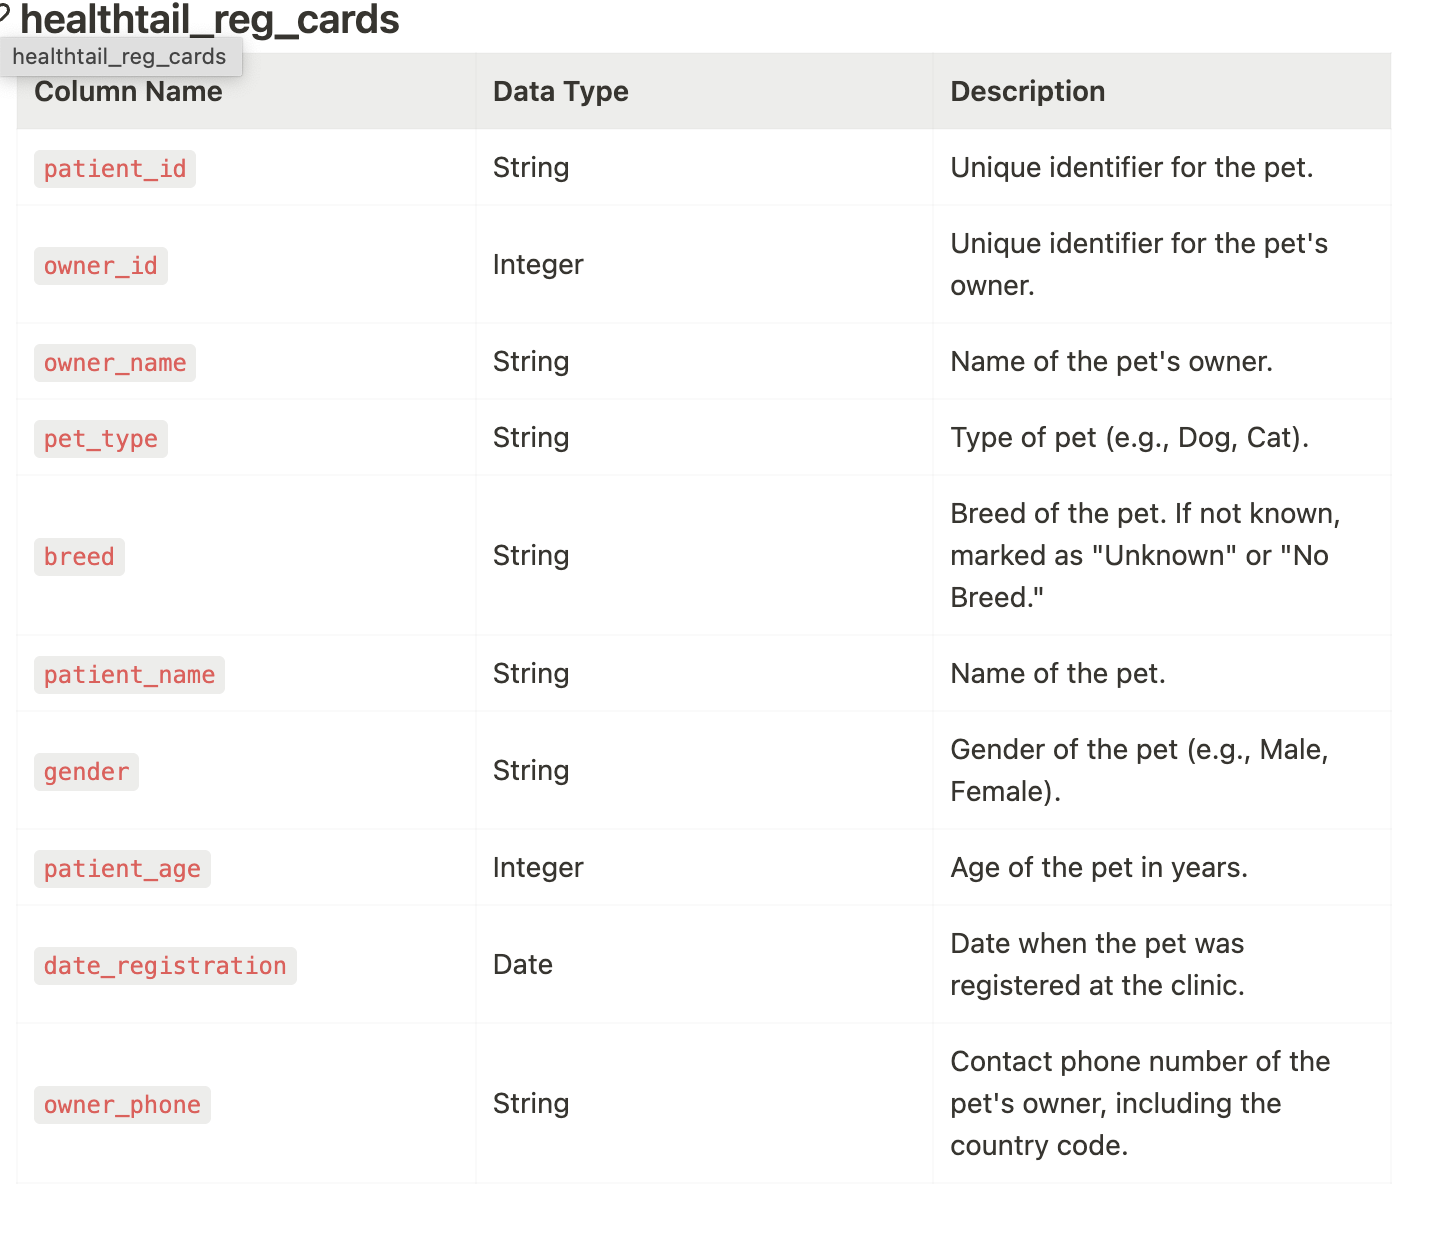 healthtail_reg_cards
healthtail_reg_cards
Column Name Data Type Description
patient_id String Unique identifier for the pet.
owner_id Integer Unique identifier for the pet's
owner.
owner_name String Name of the pet's owner.
pet_type String Type of pet (e.g., Dog, Cat).
breed String Breed of the pet. If not known,
marked as "Unknown" or "No
Breed."
patient_name String Name of the pet.
gender String Gender of the pet (e.g., Male,
Female).
patient_age Integer Age of the pet in years.
date_registration Date Date when the pet was
registered at the clinic.
owner_phone String Contact phone number of the
pet's owner, including the
country code.